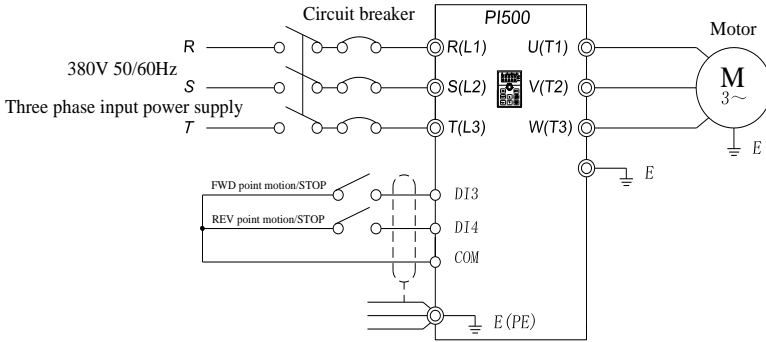 Circuit breaker
PI500
Motor
R
R(L1)
U(T1)
380V 50/60Hz
S
S(L2)
V(T2)
M
3～
Three phase input power supply
T
T(L3)
W(T3)
E
E
FWD point motion/STOP
DI3
REV point motion/STOP
DI4
COM
E(PE)